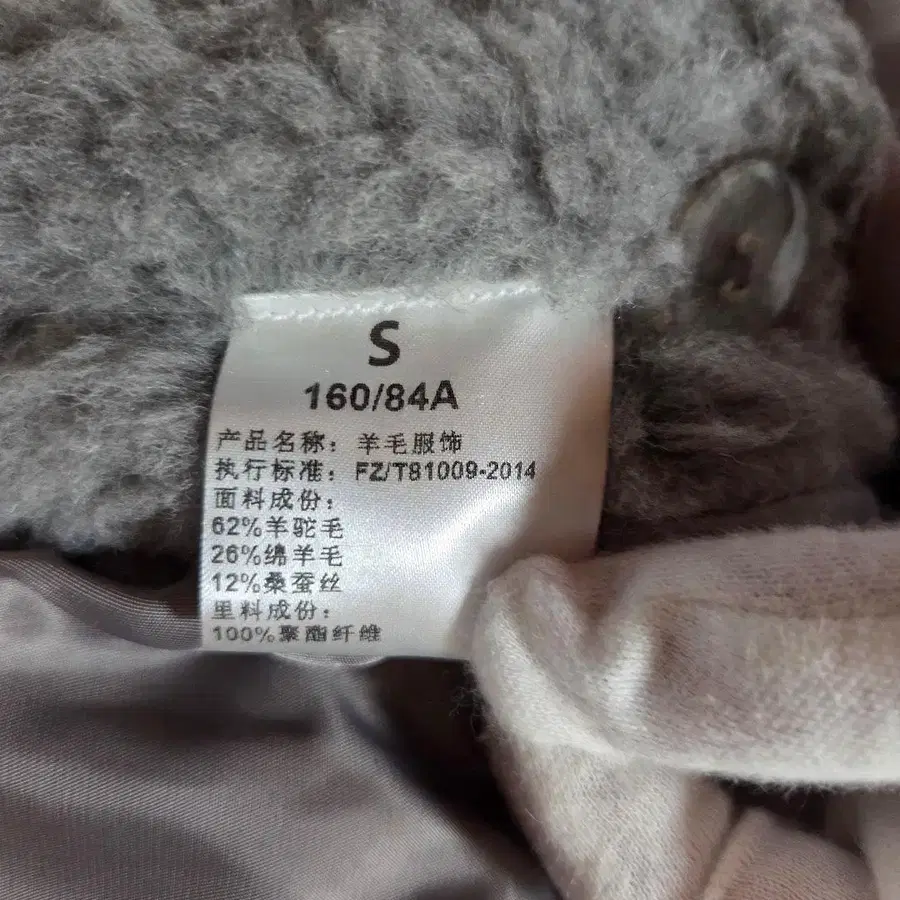 S
160/84A
产品名称：羊毛服饰
执行标准：FZ/T81009-2014
面料成份：
62%羊驼毛
26%绵羊毛
12%桑蚕丝
里料成份：
100%聚酯纤维